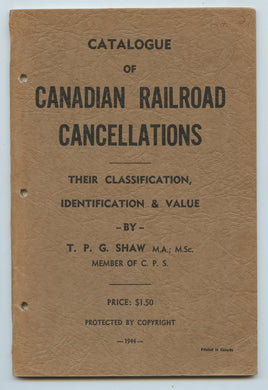 CATALOGUE
OF
CANADIAN RAILROAD
CANCELLATIONS
THEIR CLASSIFICATION,
IDENTIFICATION & VALUE
- BY -
T. P. G. SHAW M.A.; M.Sc.
MEMBER OF C. P. S.
PRICE: $1.50
PROTECTED BY COPYRIGHT
— 1944 —
Printed in Canada